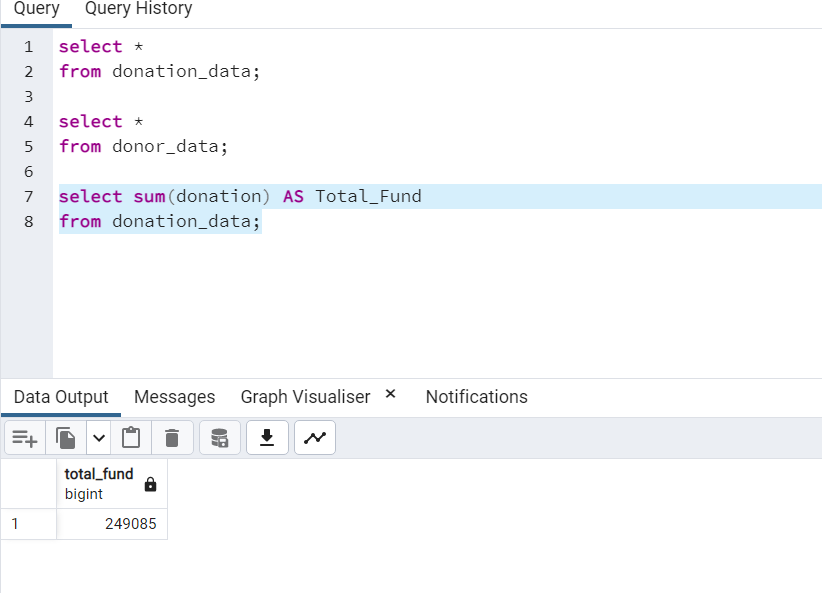 Query Query History
1 select *
2 from donation_data;
3
4 select *
5 from donor_data;
6
7 select sum(donation) AS Total_Fund
8 from donation_data;
Data Output Messages Graph Visualiser × Notifications
total_fund
bigint
1 249085